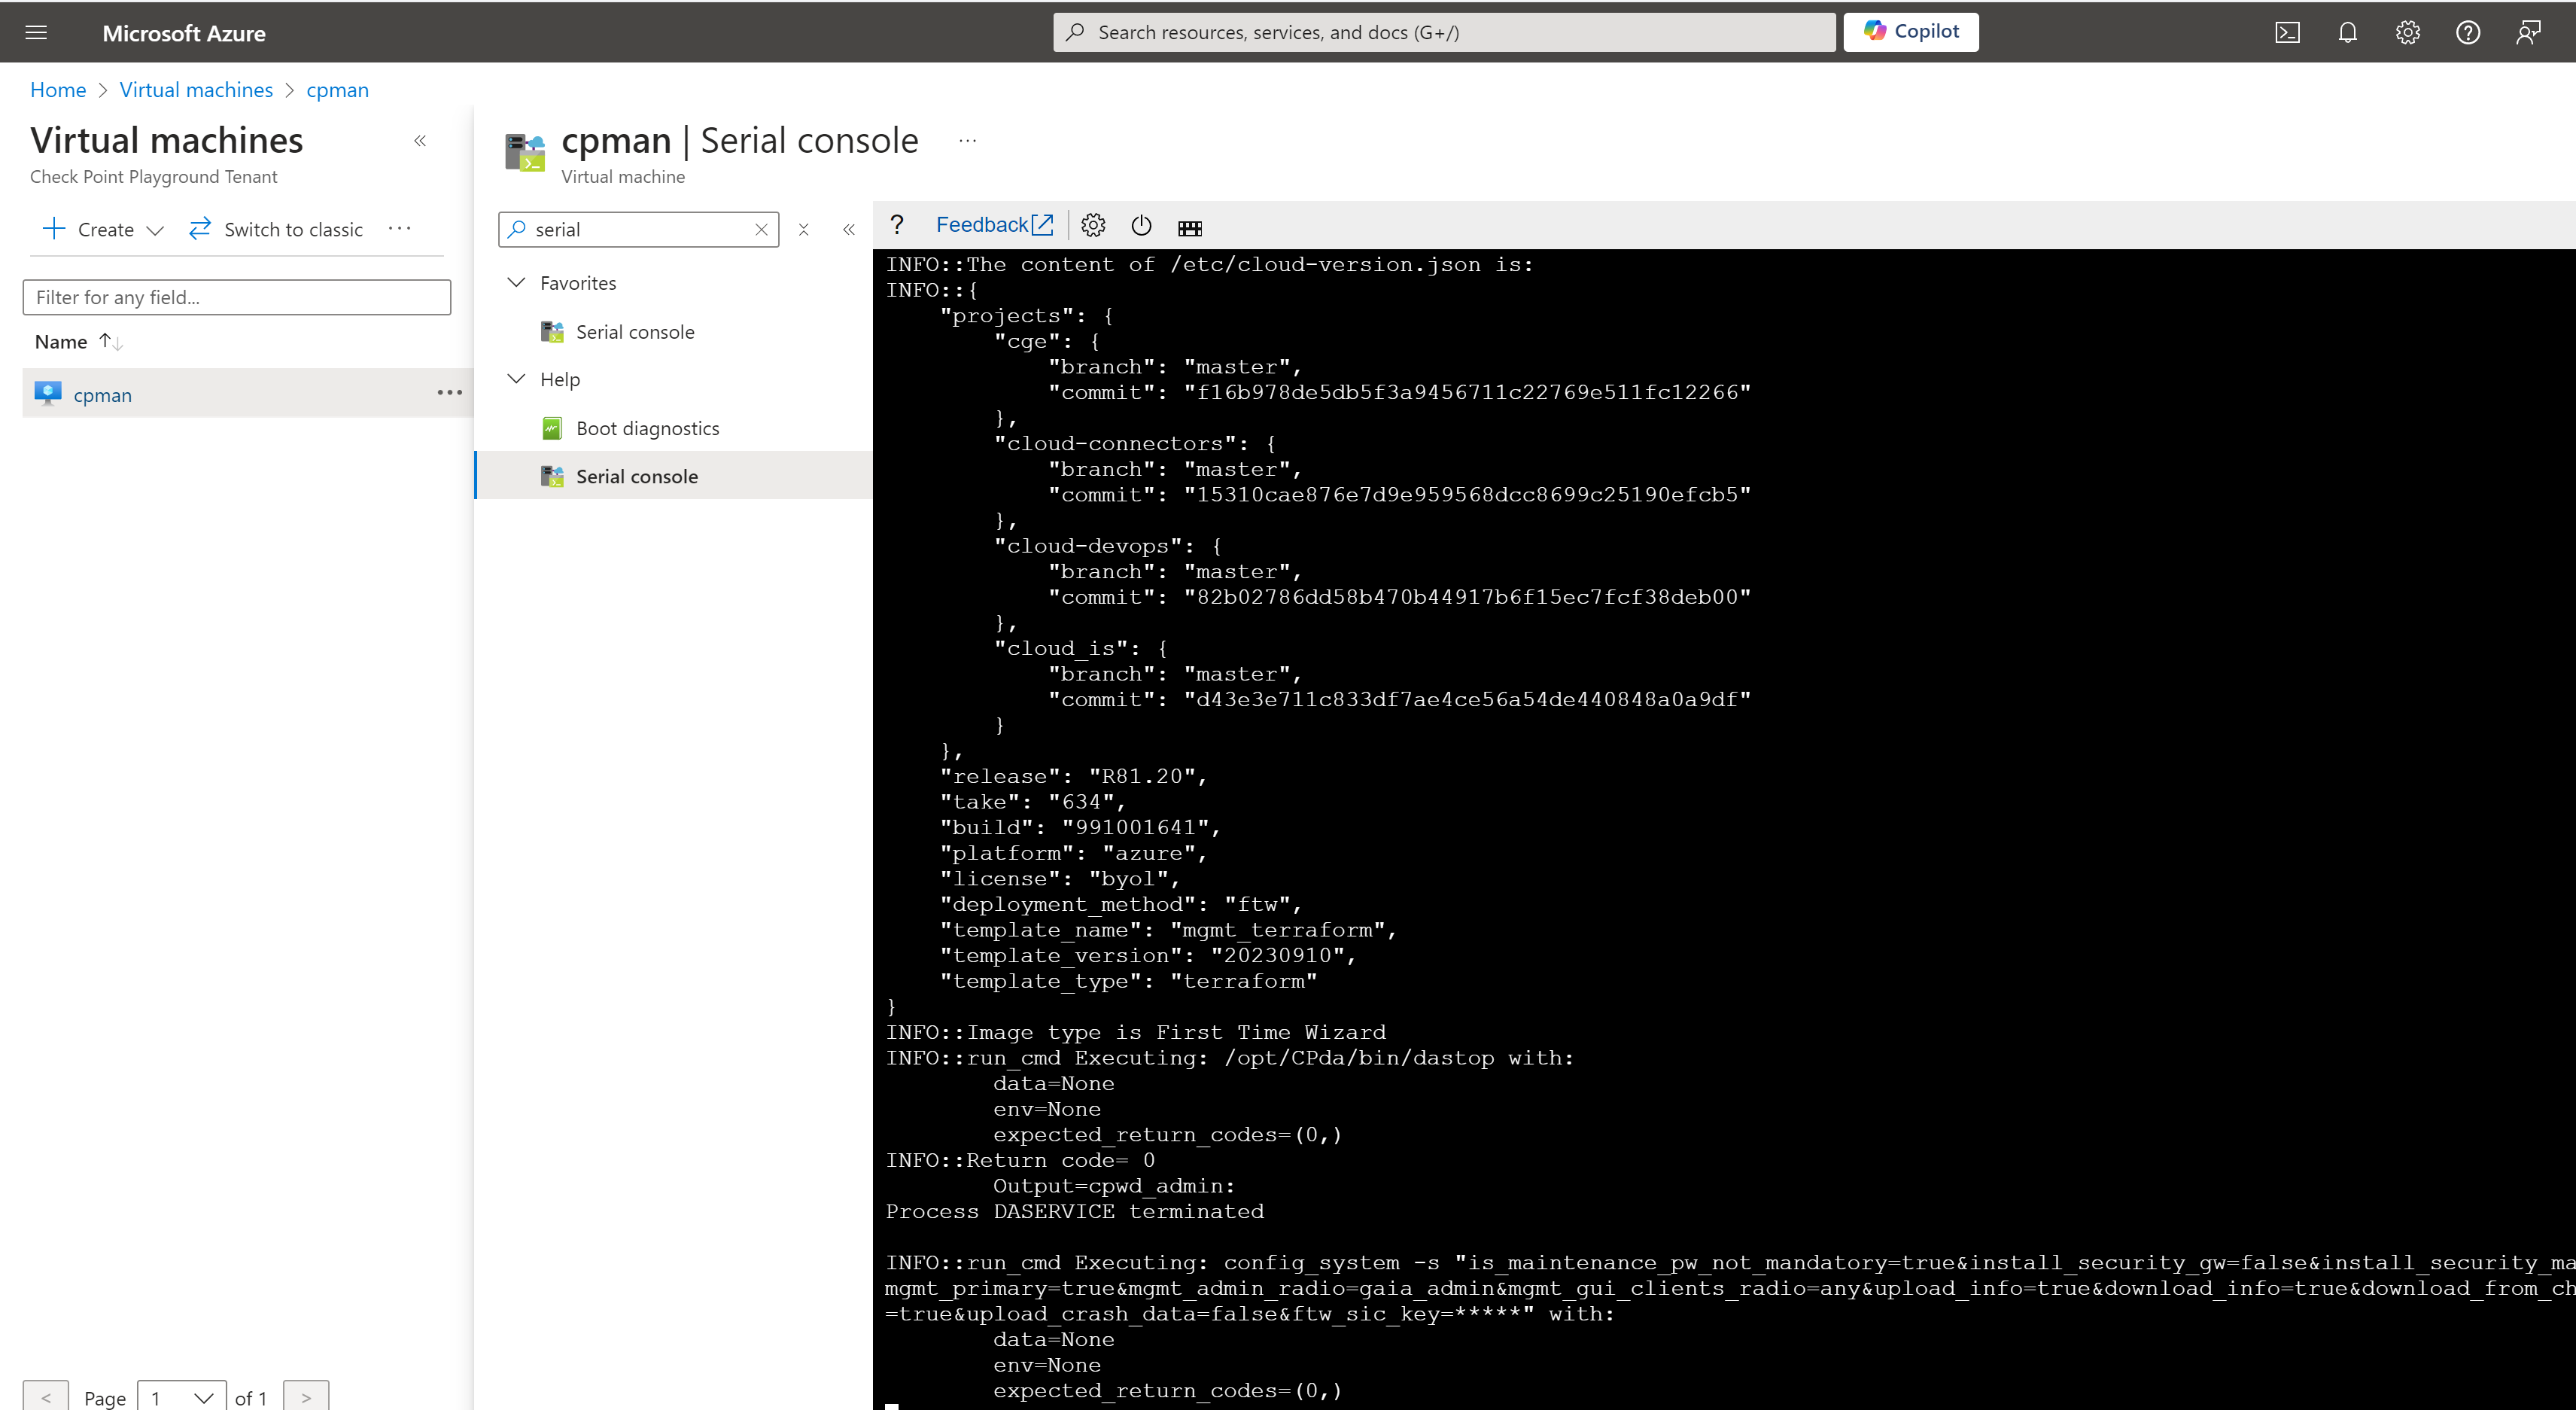 Microsoft Azure
Search resources, services, and docs (G+/)
Copilot
Home > Virtual machines > cpman
Virtual machines
Check Point Playground Tenant
Create
Switch to classic
Filter for any field...
Name
cpman
Page 1 of 1
cpman | Serial console
Virtual machine
serial
Favorites
Serial console
Help
Boot diagnostics
Serial console
? Feedback
INFO::The content of /etc/cloud-version.json is:
INFO::{
    "projects": {
        "cge": {
            "branch": "master",
            "commit": "f16b978de5db5f3a9456711c22769e511fc12266"
        },
        "cloud-connectors": {
            "branch": "master",
            "commit": "15310cae876e7d9e959568dcc8699c25190efcb5"
        },
        "cloud-devops": {
            "branch": "master",
            "commit": "82b02786dd58b470b44917b6f15ec7fcf38deb00"
        },
        "cloud_is": {
            "branch": "master",
            "commit": "d43e3e711c833df7ae4ce56a54de440848a0a9df"
        }
    },
    "release": "R81.20",
    "take": "634",
    "build": "991001641",
    "platform": "azure",
    "license": "byol",
    "deployment_method": "ftw",
    "template_name": "mgmt_terraform",
    "template_version": "20230910",
    "template_type": "terraform"
}
INFO::Image type is First Time Wizard
INFO::run_cmd Executing: /opt/CPda/bin/dastop with:
        data=None
        env=None
        expected_return_codes=(0,)
INFO::Return code= 0
        Output=cpwd_admin:
Process DASERVICE terminated
INFO::run_cmd Executing: config_system -s "is_maintenance_pw_not_mandatory=true&install_security_gw=false&install_security_ma
mgmt_primary=true&mgmt_admin_radio=gaia_admin&mgmt_gui_clients_radio=any&upload_info=true&download_info=true&download_from_ch
=true&upload_crash_data=false&ftw_sic_key=*****" with:
        data=None
        env=None
        expected_return_codes=(0,)